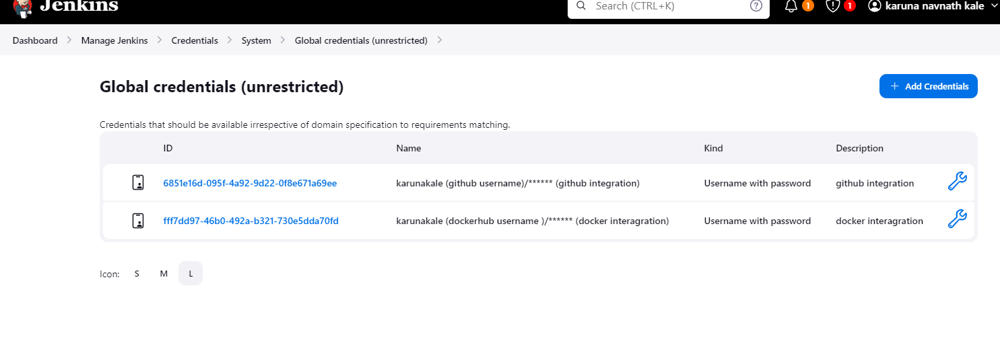 Jenkins
Search (CTRL+K)
?
1
1
karuna navnath kale
Dashboard
Manage Jenkins
Credentials
System
Global credentials (unrestricted)
Global credentials (unrestricted)
+ Add Credentials
Credentials that should be available irrespective of domain specification to requirements matching.
ID Name Kind Description
6851e16d-095f-4a92-9d22-0f8e671a69ee karunakale (github username)/****** (github integration) Username with password github integration
fff7dd97-46b0-492a-b321-730e5dda70fd karunakale (dockerhub username )/****** (docker interagration) Username with password docker interagration
Icon: S M L